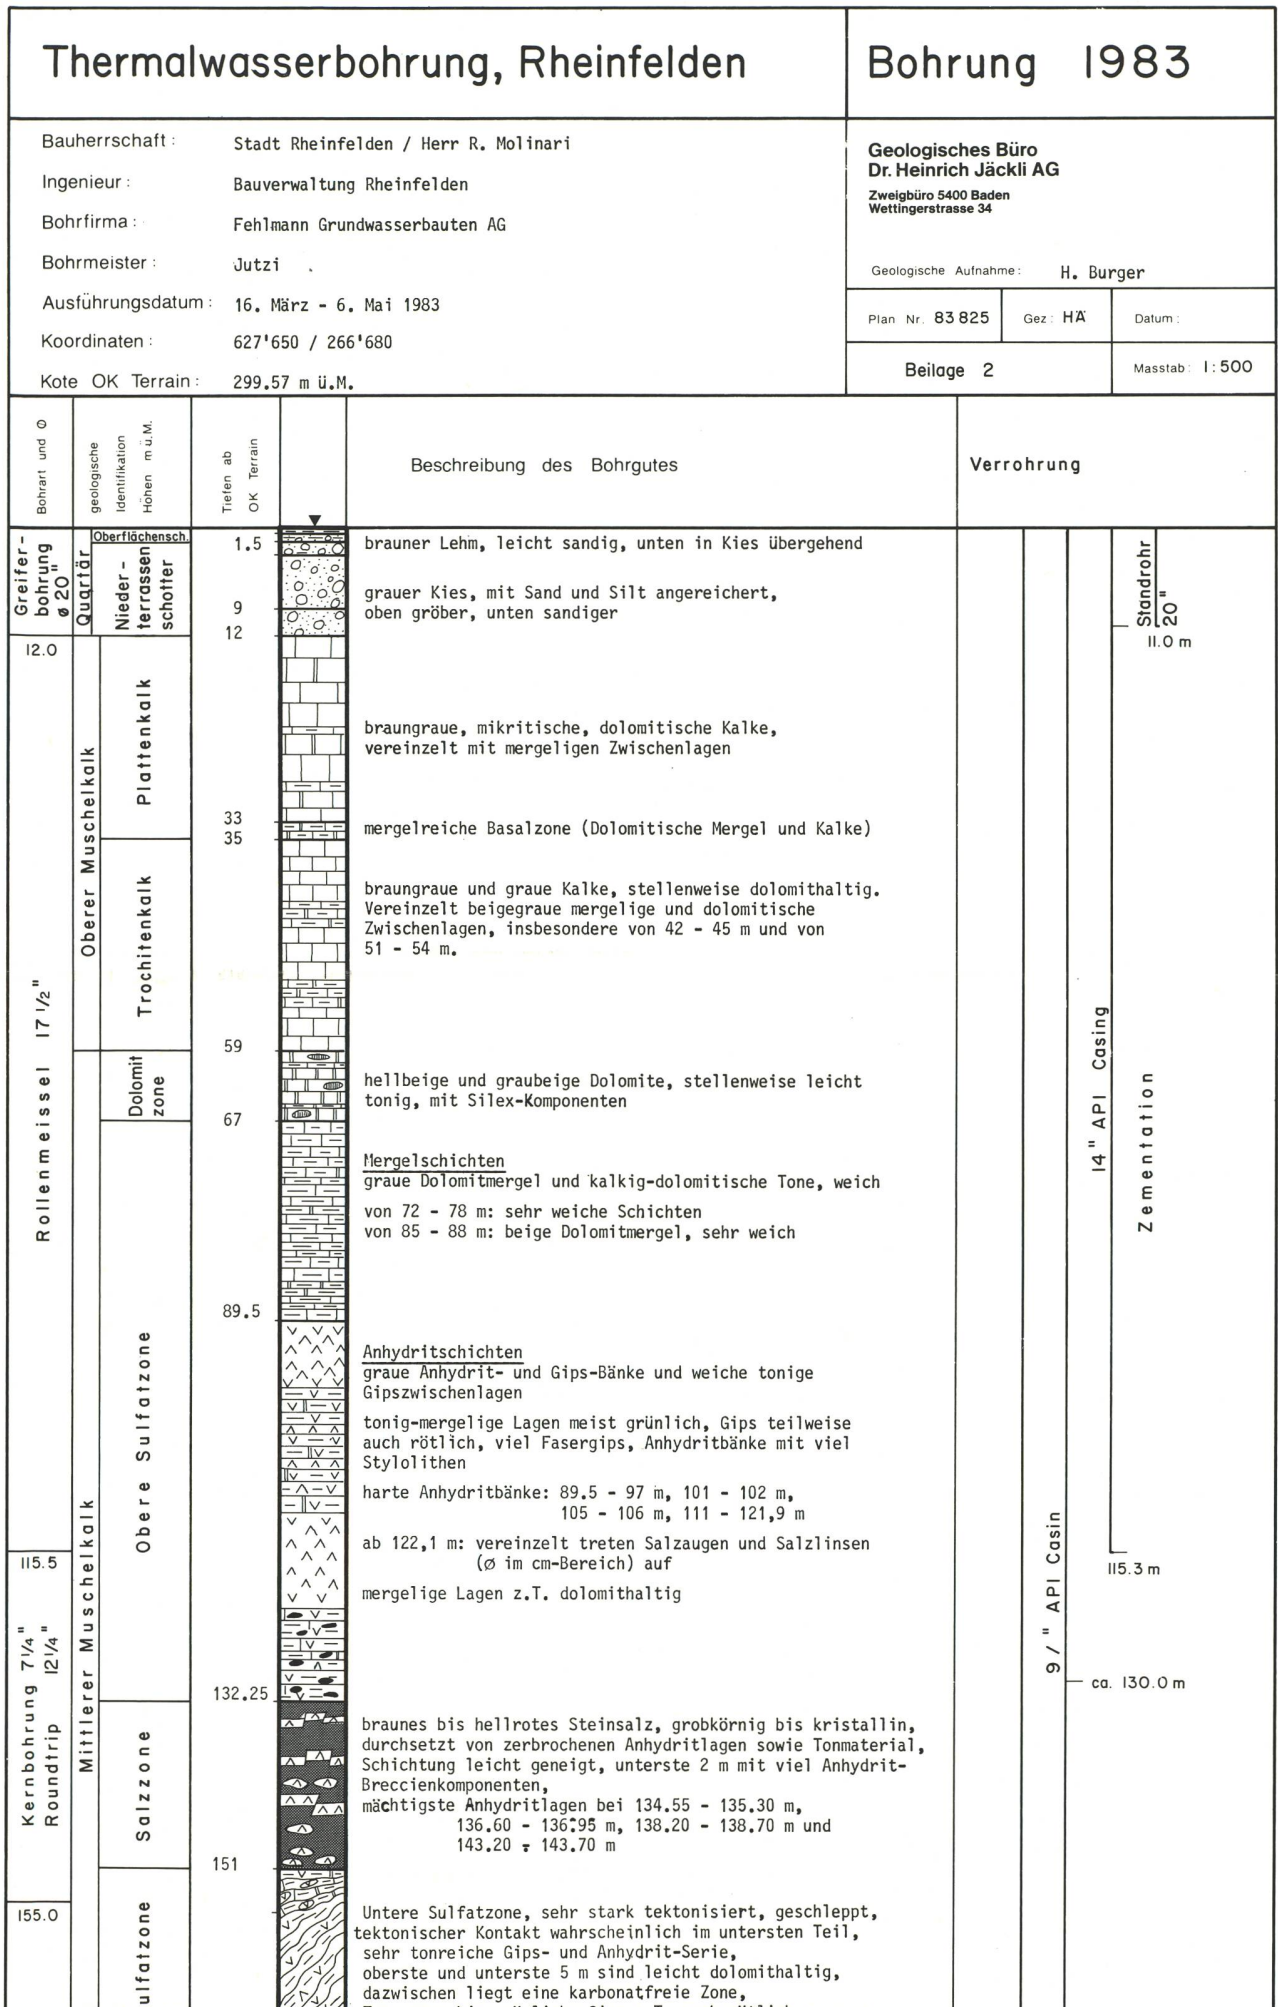 Thermalwasserbohrung, Rheinfelden
Bohrung 1983
Bauherrschaft: Stadt Rheinfelden / Herr R. Molinari
Ingenieur: Bauverwaltung Rheinfelden
Bohrfirma: Fehlmann Grundwasserbauten AG
Bohrmeister: Jutzi
Ausführungsdatum: 16. März - 6. Mai 1983
Koordinaten: 627'650 / 266'680
Kote OK Terrain: 299.57 m ü.M.
Geologisches Büro
Dr. Heinrich Jäckli AG
Zweigbüro 5400 Baden
Wettingerstrasse 34
Geologische Aufnahme: H. Burger
Plan Nr. 83825
Gez: HÄ
Datum:
Beilage 2
Masstab: 1:500
Bohrart und Ø
geologische
Identifikation
Höhen m ü.M.
Tiefen ab
OK Terrain
Beschreibung des Bohrgutes
Verrohrung
Greifer-
bohrung
ø 20"
12.0
Rollenmeissel 17 1/2"
115.5
Kernbohrung 7 1/4"
Roundtrip 12 1/4"
155.0
Quartär
Oberflächensch.
Nieder-
terrassen
schotter
Oberer Muschelkalk
Plattenkalk
Trochitenkalk
Mittlerer Muschelkalk
Dolomit
zone
Obere Sulfatzone
Salzzone
ulfatzone
1.5
9
12
33
35
59
67
89.5
132.25
151
brauner Lehm, leicht sandig, unten in Kies übergehend
grauer Kies, mit Sand und Silt angereichert,
oben gröber, unten sandiger
braungraue, mikritische, dolomitische Kalke,
vereinzelt mit mergeligen Zwischenlagen
mergelreiche Basalzone (Dolomitische Mergel und Kalke)
braungraue und graue Kalke, stellenweise dolomithaltig.
Vereinzelt beigegraue mergelige und dolomitische
Zwischenlagen, insbesondere von 42 - 45 m und von
51 - 54 m.
hellbeige und graubeige Dolomite, stellenweise leicht
tonig, mit Silex-Komponenten
Mergelschichten
graue Dolomitmergel und kalkig-dolomitische Tone, weich
von 72 - 78 m: sehr weiche Schichten
von 85 - 88 m: beige Dolomitmergel, sehr weich
Anhydritschichten
graue Anhydrit- und Gips-Bänke und weiche tonige
Gipszwischenlagen
tonig-mergelige Lagen meist grünlich, Gips teilweise
auch rötlich, viel Fasergips, Anhydritbänke mit viel
Stylolithen
harte Anhydritbänke: 89.5 - 97 m, 101 - 102 m,
105 - 106 m, 111 - 121,9 m
ab 122,1 m: vereinzelt treten Salzaugen und Salzlinsen
(ø im cm-Bereich) auf
mergelige Lagen z.T. dolomithaltig
braunes bis hellrotes Steinsalz, grobkörnig bis kristallin,
durchsetzt von zerbrochenen Anhydritlagen sowie Tonmaterial,
Schichtung leicht geneigt, unterste 2 m mit viel Anhydrit-
Breccienkomponenten,
mächtigste Anhydritlagen bei 134.55 - 135.30 m,
136.60 - 136.95 m, 138.20 - 138.70 m und
143.20 - 143.70 m
Untere Sulfatzone, sehr stark tektonisiert, geschleppt,
tektonischer Kontakt wahrscheinlich im untersten Teil,
sehr tonreiche Gips- und Anhydrit-Serie,
oberste und unterste 5 m sind leicht dolomithaltig,
dazwischen liegt eine karbonatfreie Zone,
Standrohr
20"
11.0 m
14" API Casing
Zementation
115.3 m
9 / " API Casin
ca. 130.0 m